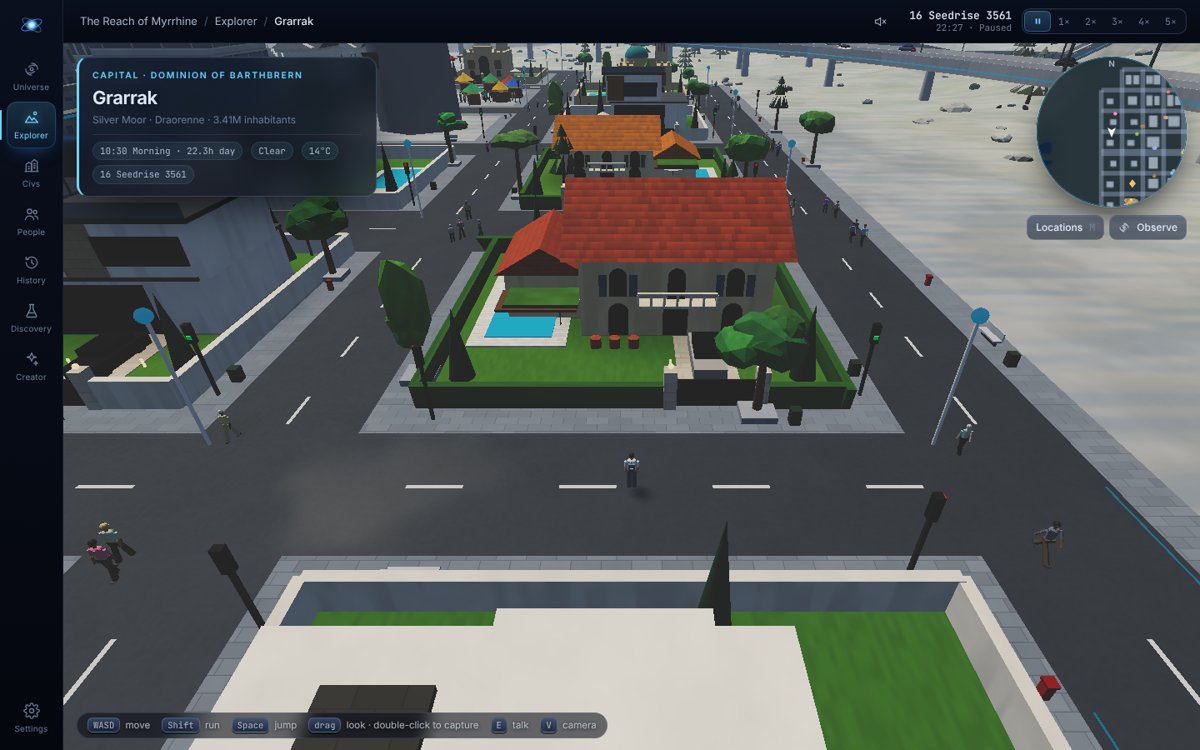 The Reach of Myrrhine / Explorer / Grarrak
16 Seedrise 3561
22:27 · Paused
1× 2× 3× 4× 5×
Universe
Explorer
Civs
People
History
Discovery
Creator
Settings
CAPITAL · DOMINION OF BARTHBRERN
Grarrak
Silver Moor · Draorenne · 3.41M inhabitants
10:30 Morning · 22.3h day Clear 14°C
16 Seedrise 3561
N
Locations M
Observe
WASD move Shift run Space jump drag look · double-click to capture E talk V camera